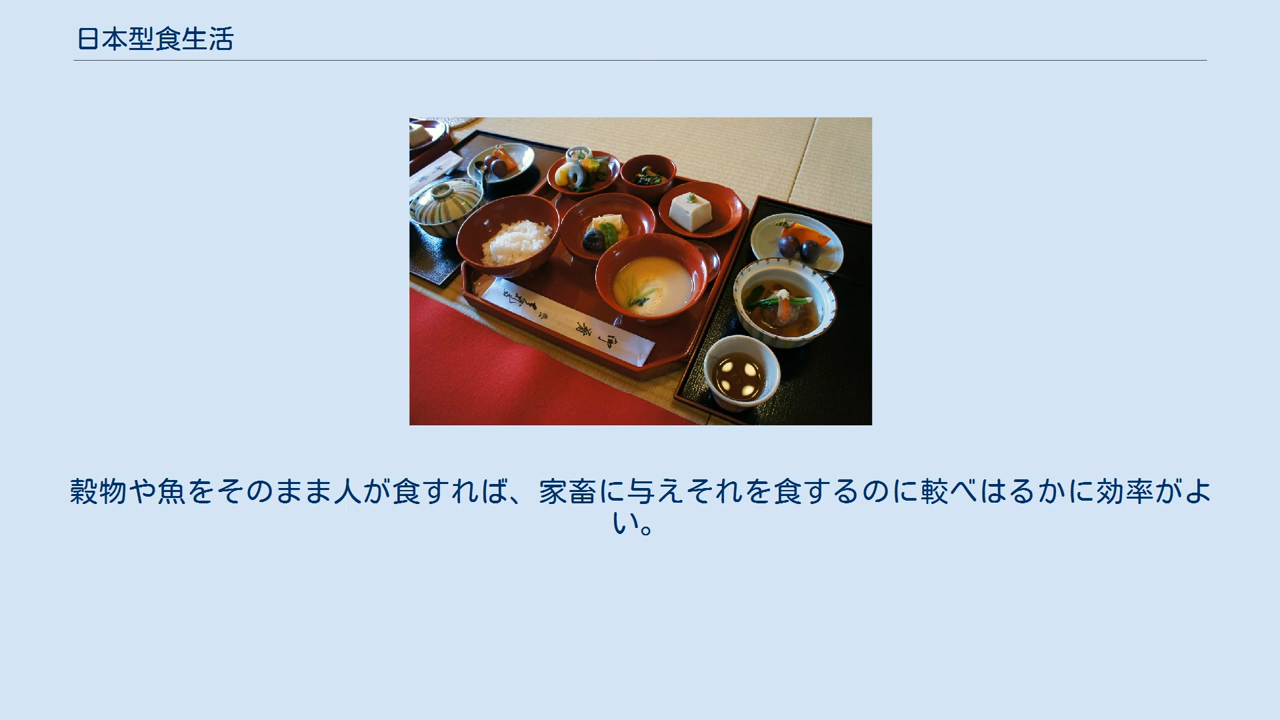 日本型食生活
穀物や魚をそのまま人が食すれば、家畜に与えそれを食するのに較べはるかに効率がよ
い。